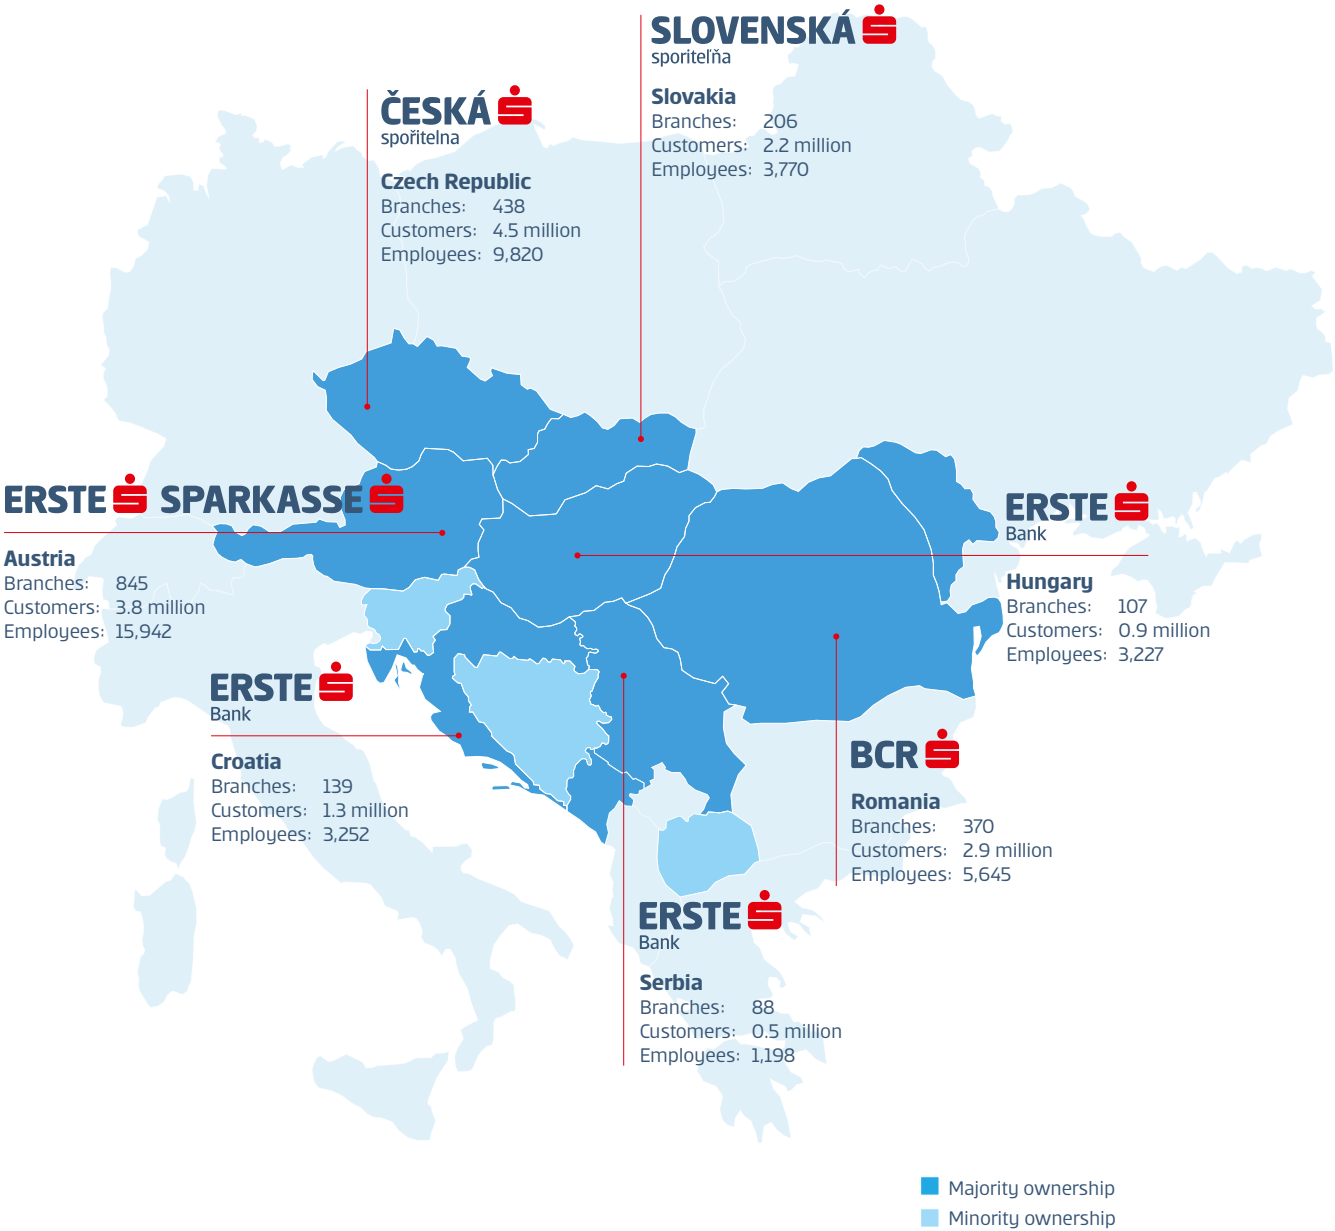 SLOVENSKÁ
sporiteľňa
Slovakia
Branches: 206
Customers: 2.2 million
Employees: 3,770
ČESKÁ
spořitelna
Czech Republic
Branches: 438
Customers: 4.5 million
Employees: 9,820
ERSTE SPARKASSE
Austria
Branches: 845
Customers: 3.8 million
Employees: 15,942
ERSTE
Bank
Hungary
Branches: 107
Customers: 0.9 million
Employees: 3,227
ERSTE
Bank
Croatia
Branches: 139
Customers: 1.3 million
Employees: 3,252
BCR
Romania
Branches: 370
Customers: 2.9 million
Employees: 5,645
ERSTE
Bank
Serbia
Branches: 88
Customers: 0.5 million
Employees: 1,198
Majority ownership
Minority ownership